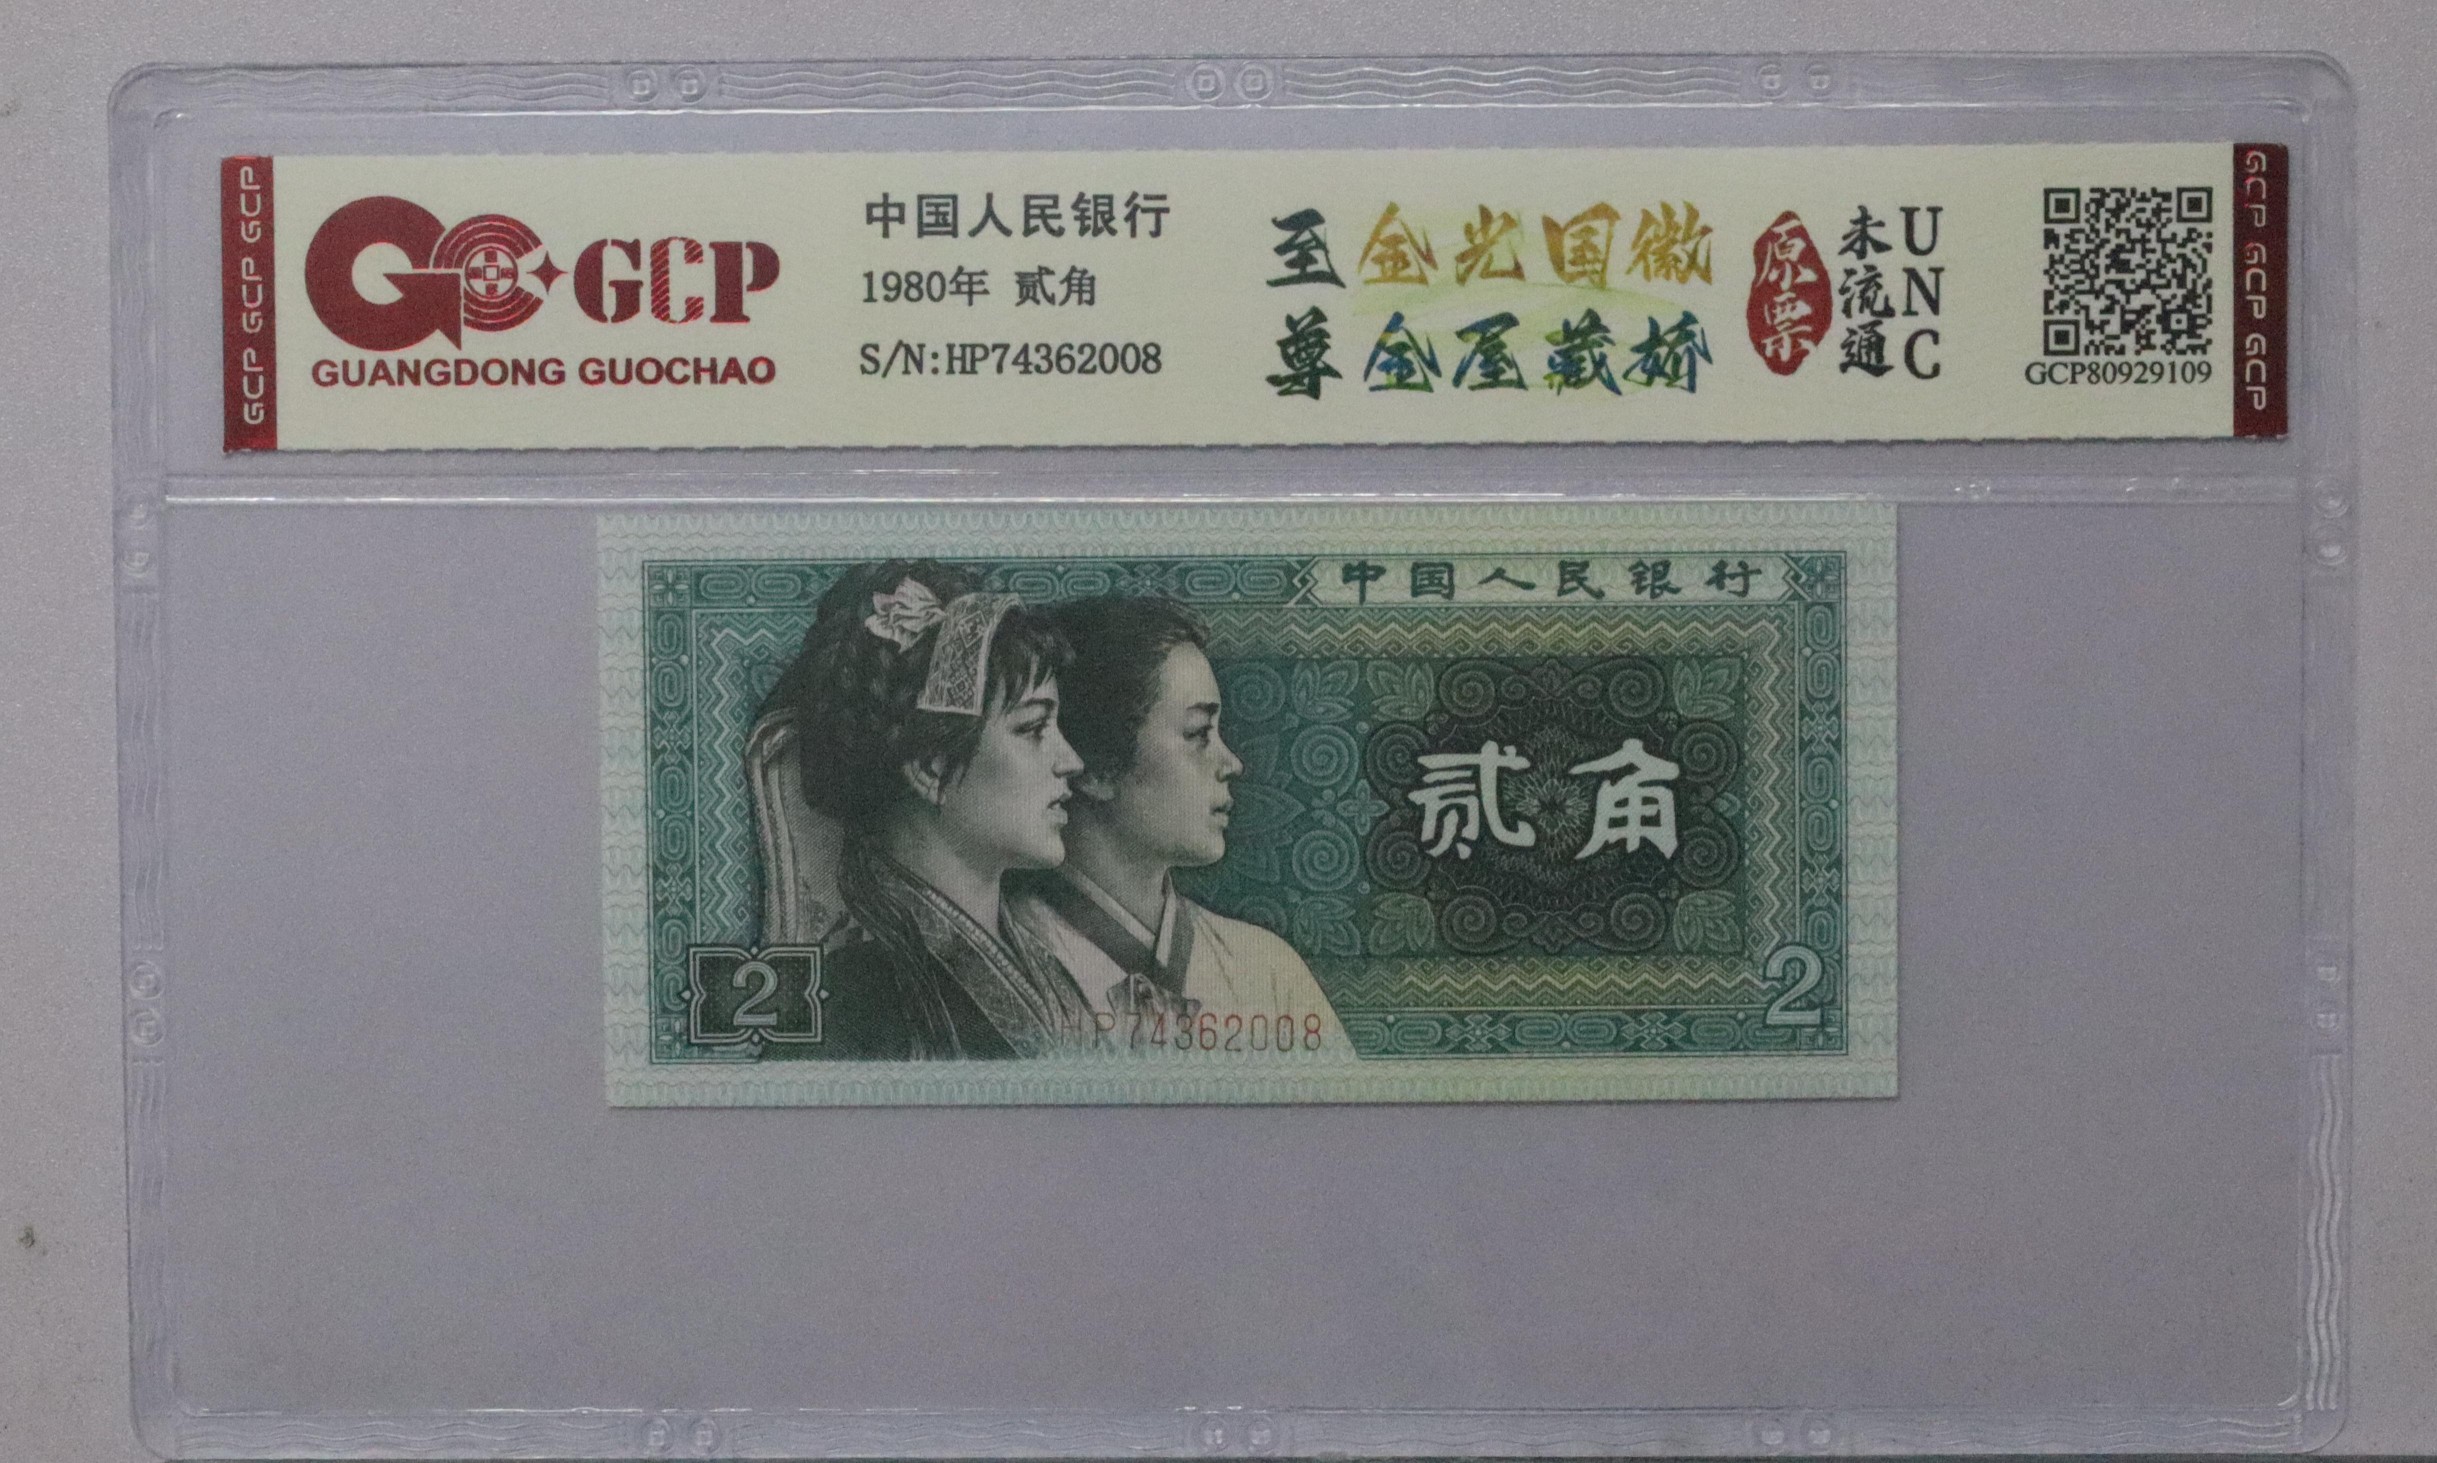 GCP GCP GCP
GCP
GUANGDONG GUOCHAO
中国人民银行
1980年 贰角
S/N:HP74362008
至尊
金光国徽
金屋藏娇
原票
未流通
UNC
GCP80929109
GCP GCP GCP
中国人民银行
贰角
2
2
HP74362008